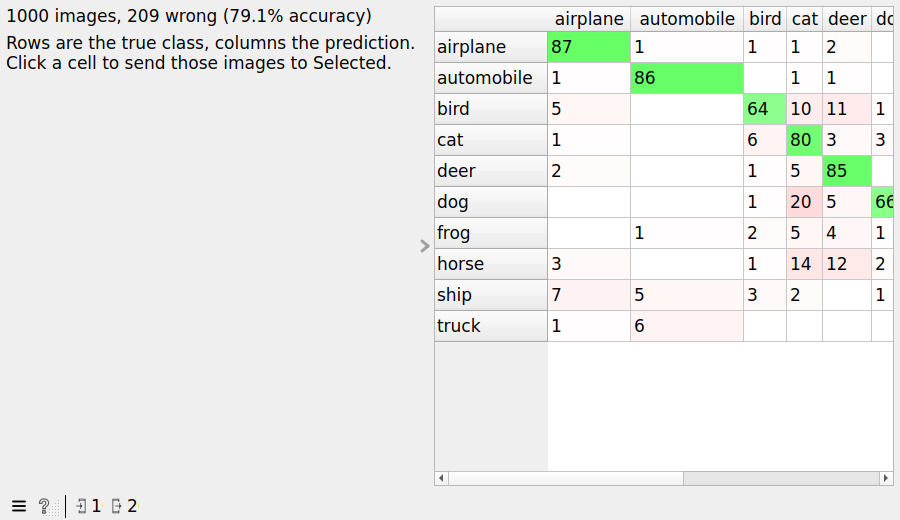 1000 images, 209 wrong (79.1% accuracy)
Rows are the true class, columns the prediction.
Click a cell to send those images to Selected.
airplane automobile bird cat deer
airplane 87 1 1 1 2
automobile 1 86 1 1
bird 5 64 10 11 1
cat 1 6 80 3 3
deer 2 1 5 85
dog 1 20 5 66
frog 1 2 5 4 1
horse 3 1 14 12 2
ship 7 5 3 2 1
truck 1 6
? 1 2